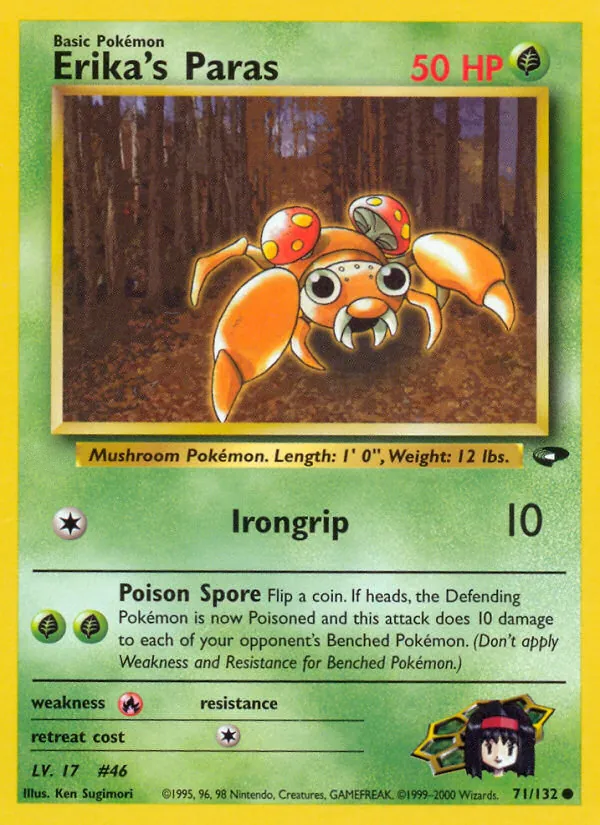 Basic Pokémon
Erika's Paras
50 HP
Mushroom Pokémon. Length: 1' 0", Weight: 12 lbs.
Irongrip 10
Poison Spore Flip a coin. If heads, the Defending
Pokémon is now Poisoned and this attack does 10 damage
to each of your opponent's Benched Pokémon. (Don't apply
Weakness and Resistance for Benched Pokémon.)
weakness
resistance
retreat cost
LV. 17 #46
Illus. Ken Sugimori
©1995, 96, 98 Nintendo, Creatures, GAMEFREAK. ©1999-2000 Wizards.
71/132